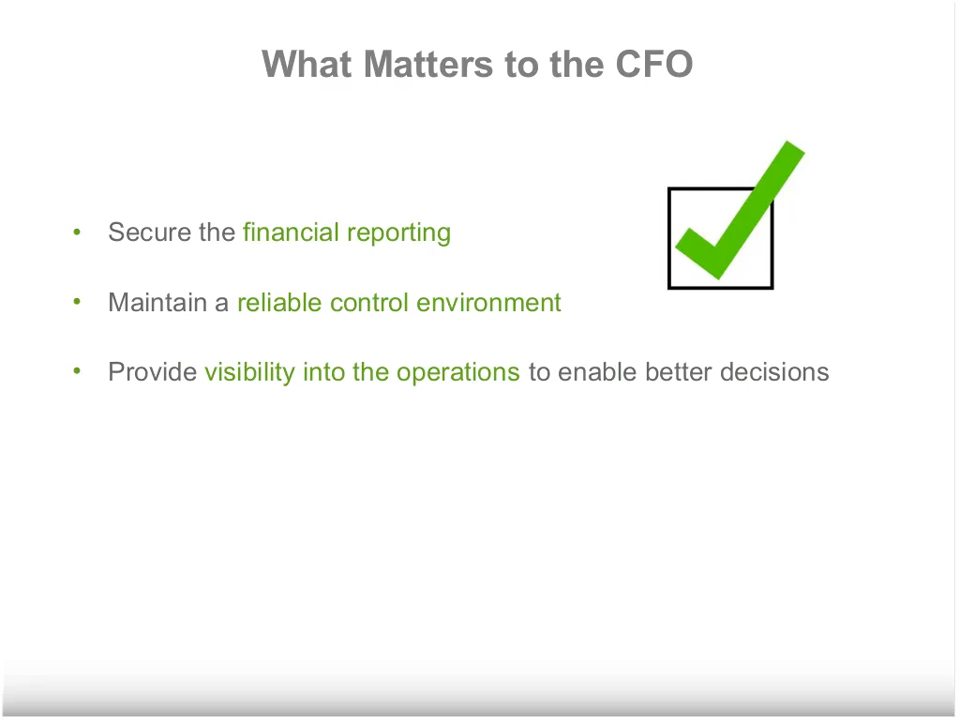 What Matters to the CFO
• Secure the financial reporting
• Maintain a reliable control environment
• Provide visibility into the operations to enable better decisions